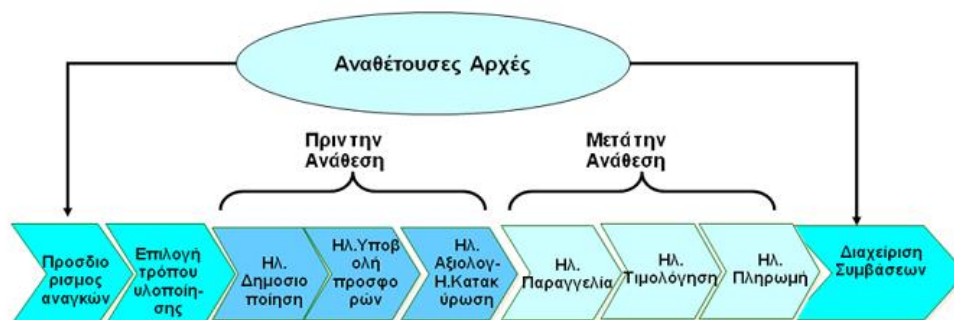 Αναθέτουσες Αρχές
Πριν την
Ανάθεση
Μετά την
Ανάθεση
Προσδιο
ρισμος
αναγκών
Επιλογή
τρόπου
υλοποίη-
σης
Ηλ.
Δημοσιο
ποίηση
Ηλ.Υποβ
ολή
προσφο
ρών
Ηλ.
Αξιολογ-
Η.Κατακ
ύρωση
Ηλ.
Παραγγελία
Ηλ.
Τιμολόγηση
Ηλ.
Πληρωμή
Διαχείριση
Συμβάσεων